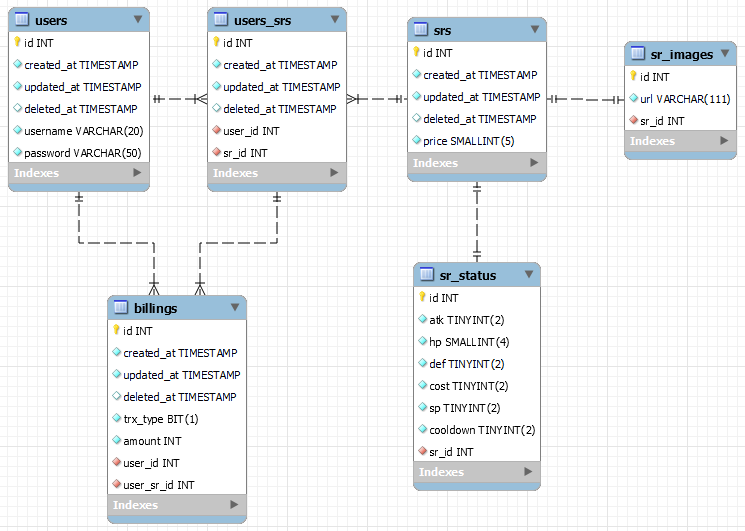 users
id INT
created_at TIMESTAMP
updated_at TIMESTAMP
deleted_at TIMESTAMP
username VARCHAR(20)
password VARCHAR(50)
Indexes
users_srs
id INT
created_at TIMESTAMP
updated_at TIMESTAMP
deleted_at TIMESTAMP
user_id INT
sr_id INT
Indexes
srs
id INT
created_at TIMESTAMP
updated_at TIMESTAMP
deleted_at TIMESTAMP
price SMALLINT(5)
Indexes
sr_images
id INT
url VARCHAR(111)
sr_id INT
Indexes
billings
id INT
created_at TIMESTAMP
updated_at TIMESTAMP
deleted_at TIMESTAMP
trx_type BIT(1)
amount INT
user_id INT
user_sr_id INT
Indexes
sr_status
id INT
atk TINYINT(2)
hp SMALLINT(4)
def TINYINT(2)
cost TINYINT(2)
sp TINYINT(2)
cooldown TINYINT(2)
sr_id INT
Indexes